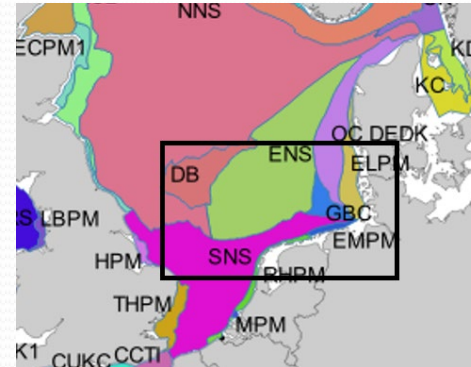 NNS
ECPM1
KD
KC
OC DEDK
ENS
ELPM
DB
GBC
RS LBPM
EMPM
HPM
SNS
RHPM
THPM
MPM
K1
CUKC CCTI